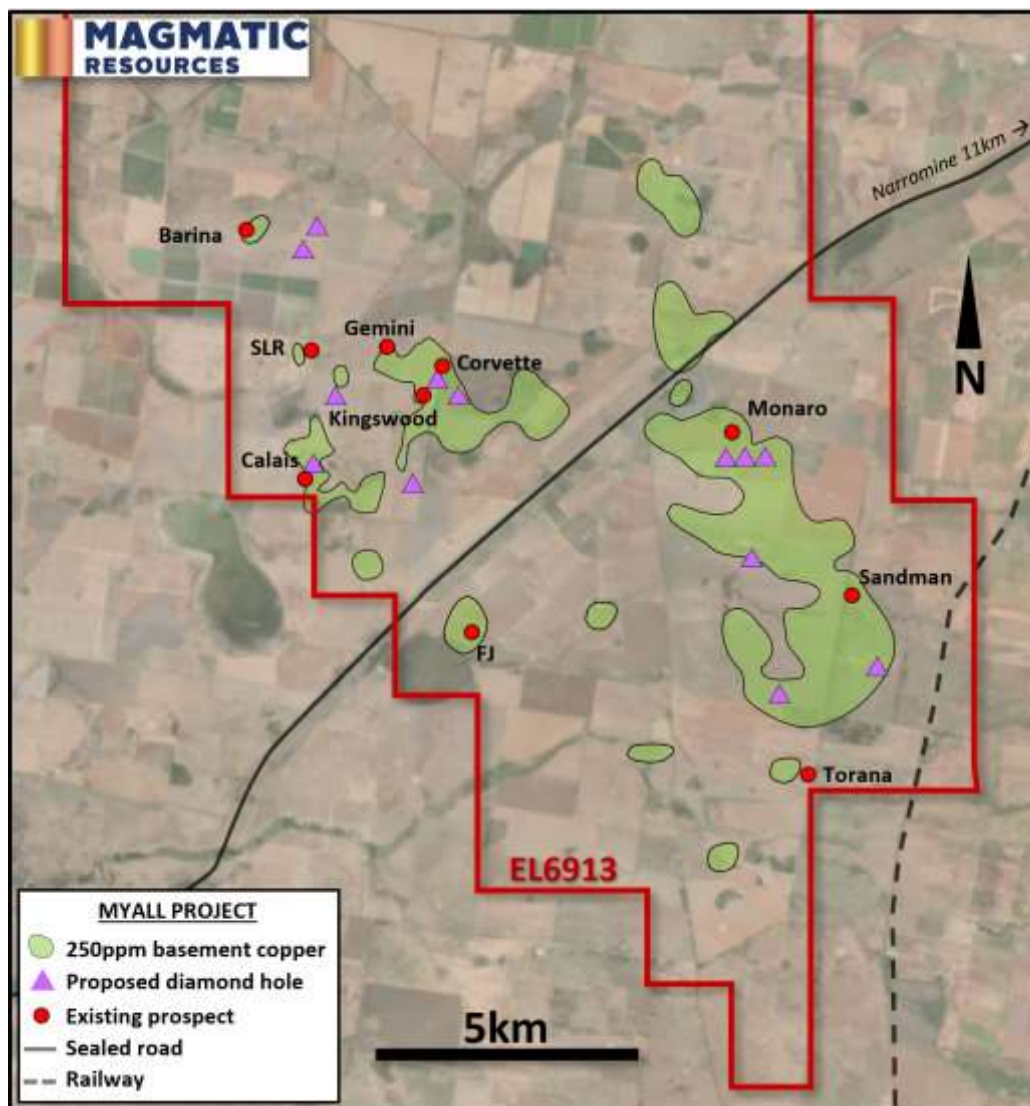 MAGMATIC
RESOURCES
Narromine 11km →
Barina
SLR
Gemini
Corvette
Kingswood
Monaro
Calais
N
Sandman
FJ
Torana
EL6913
MYALL PROJECT
250ppm basement copper
Proposed diamond hole
Existing prospect
Sealed road
Railway
5km